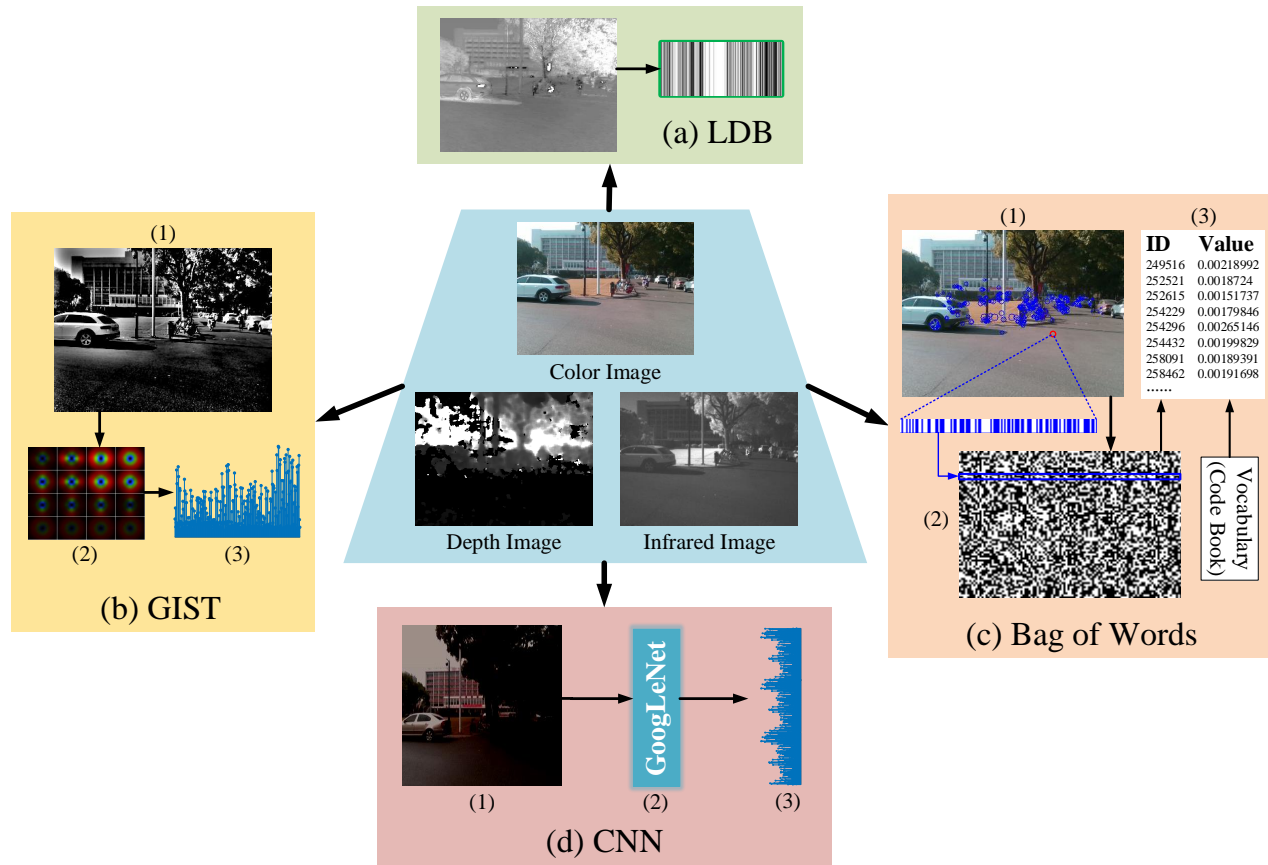 (a) LDB
(1)
(2)
(3)
(b) GIST
Color Image
Depth Image
Infrared Image
(1)
(3)
ID Value
249516 0.00218992
252521 0.0018724
252615 0.00151737
254229 0.00179846
254296 0.00265146
254432 0.00199829
258091 0.00189391
258462 0.00191698
......
(2)
Vocabulary
(Code Book)
(c) Bag of Words
GoogLeNet
(1)
(2)
(3)
(d) CNN